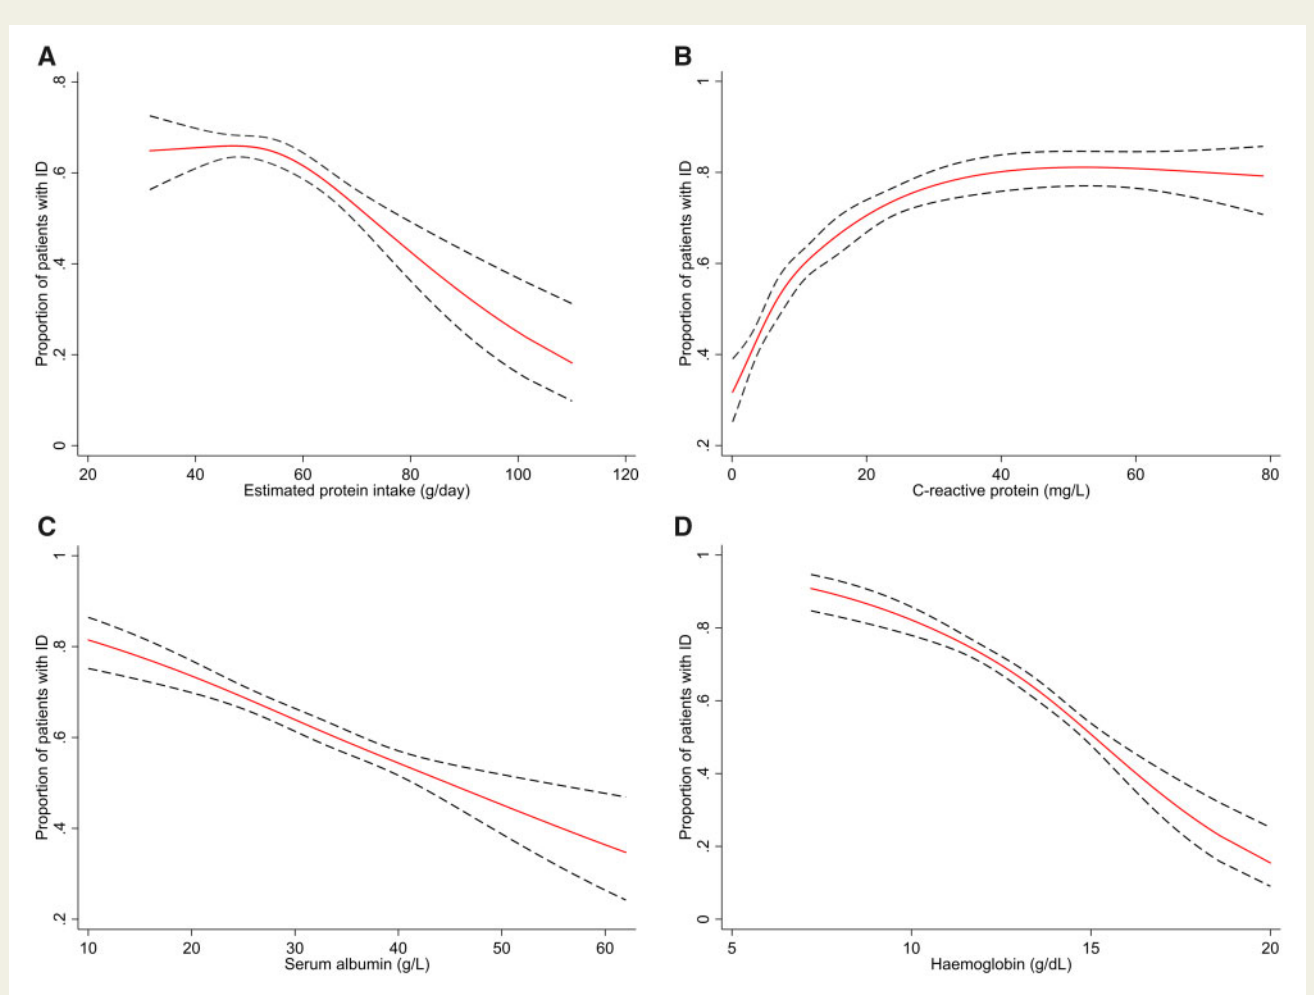 A
Proportion of patients with ID
.8
.6
.4
.2
0
20 40 60 80 100 120
Estimated protein intake (g/day)
B
Proportion of patients with ID
1
.8
.6
.4
.2
0 20 40 60 80
C-reactive protein (mg/L)
C
Proportion of patients with ID
1
.8
.6
.4
.2
10 20 30 40 50 60
Serum albumin (g/L)
D
Proportion of patients with ID
1
.8
.6
.4
.2
0
5 10 15 20
Haemoglobin (g/dL)